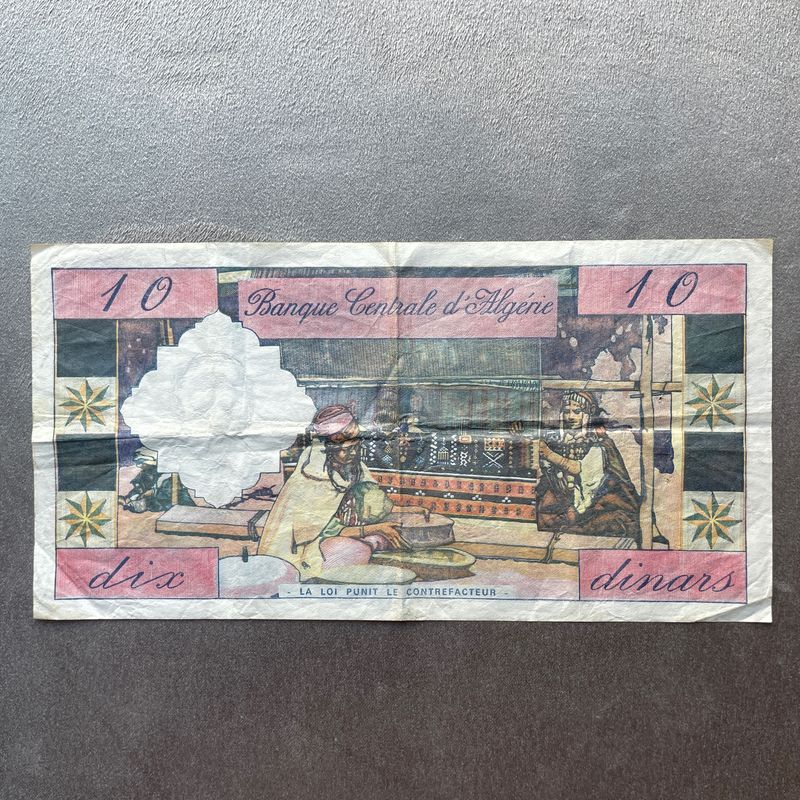 10
Banque Centrale d'Algérie
10
dix
dinars
- LA LOI PUNIT LE CONTREFACTEUR -